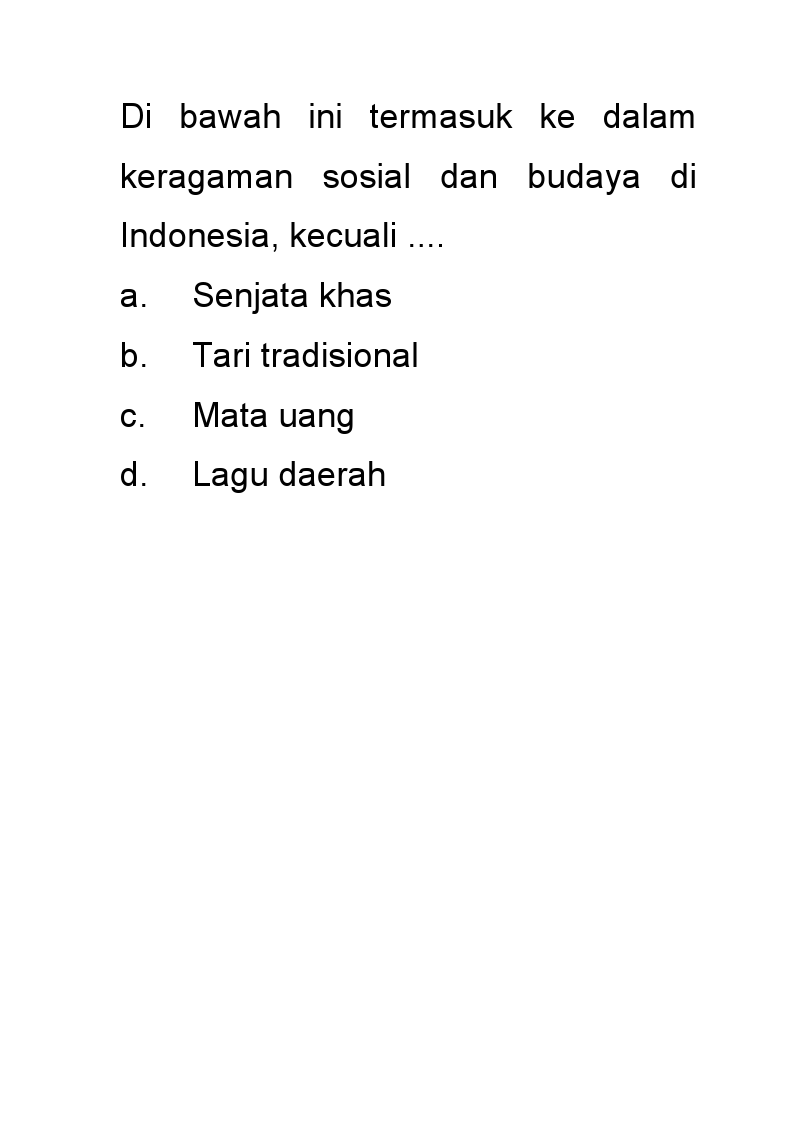 Di bawah ini termasuk ke dalam
keragaman sosial dan budaya di
Indonesia, kecuali ....
a. Senjata khas
b. Tari tradisional
c. Mata uang
d. Lagu daerah